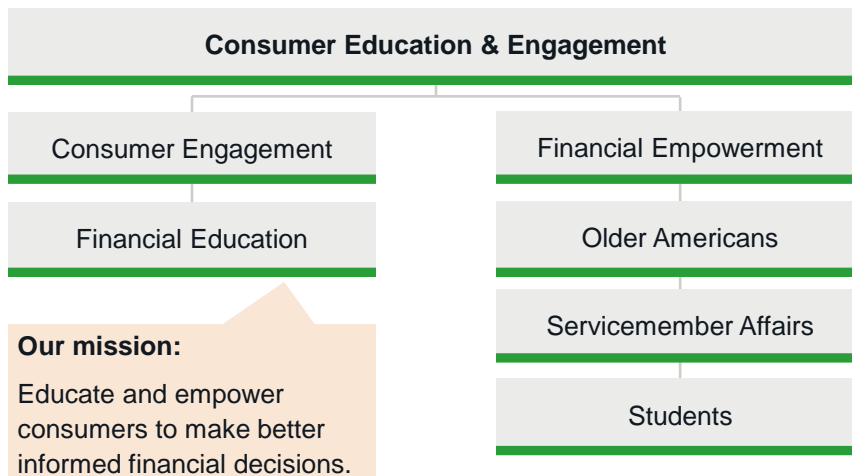 Consumer Education & Engagement
Consumer Engagement
Financial Education
Our mission:
Educate and empower
consumers to make better
informed financial decisions.
Financial Empowerment
Older Americans
Servicemember Affairs
Students